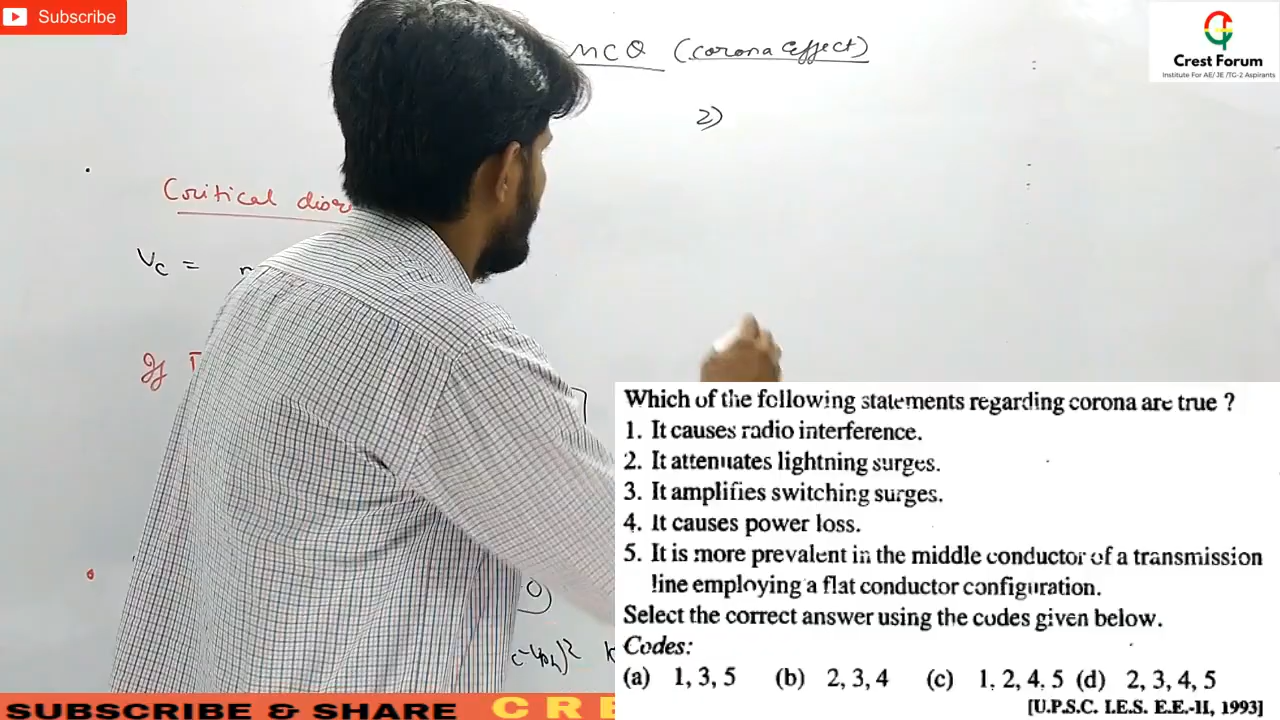 Subscribe
MCQ (Corona effect)
Crest Forum
Institute For AE/ JE /TG-2 Aspirants
2)
Critical
Vc =
If
Which of the following statements regarding corona are true ?
1. It causes radio interference.
2. It attenuates lightning surges.
3. It amplifies switching surges.
4. It causes power loss.
5. It is more prevalent in the middle conductor of a transmission
line employing a flat conductor configuration.
Select the correct answer using the codes given below.
Codes:
(a) 1, 3, 5 (b) 2, 3, 4 (c) 1, 2, 4, 5 (d) 2, 3, 4, 5
[U.P.S.C. I.E.S. E.E.-II, 1993]
SUBSCRIBE & SHARE C R E